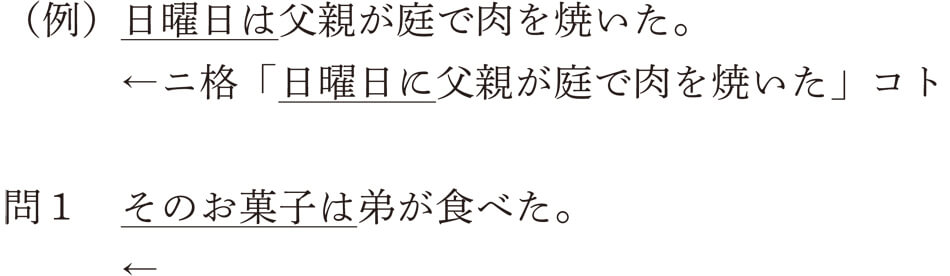 （例）日曜日は父親が庭で肉を焼いた。
←ニ格「日曜日に父親が庭で肉を焼いた」コト
問１　そのお菓子は弟が食べた。
←